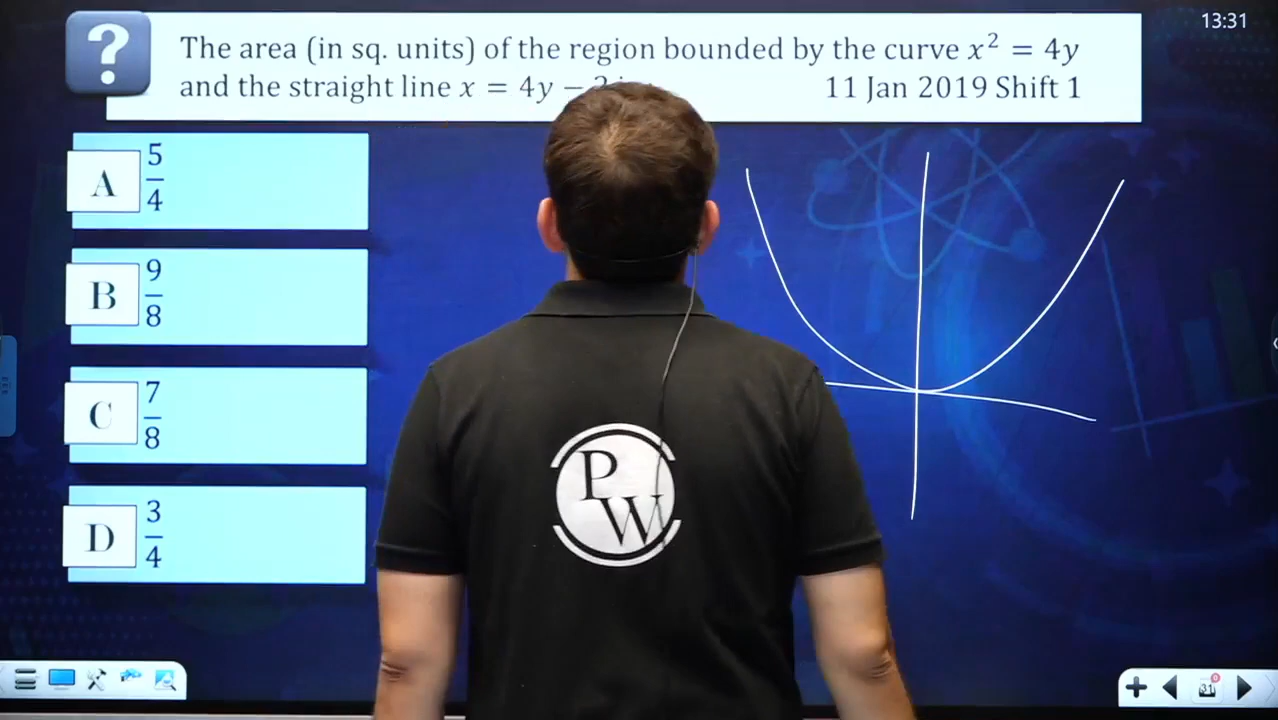 13:31
?
The area (in sq. units) of the region bounded by the curve x² = 4y
and the straight line x = 4y − 11 Jan 2019 Shift 1
A 5/4
B 9/8
C 7/8
D 3/4
PW